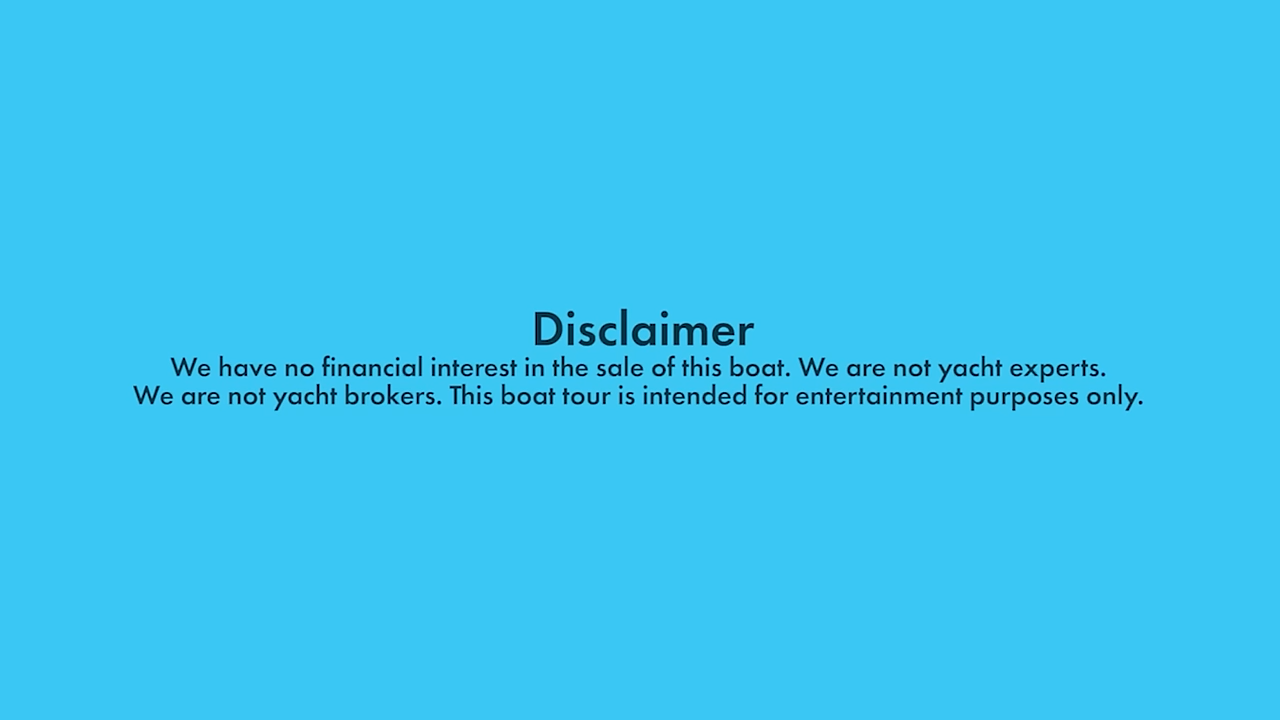 Disclaimer
We have no financial interest in the sale of this boat. We are not yacht experts.
We are not yacht brokers. This boat tour is intended for entertainment purposes only.